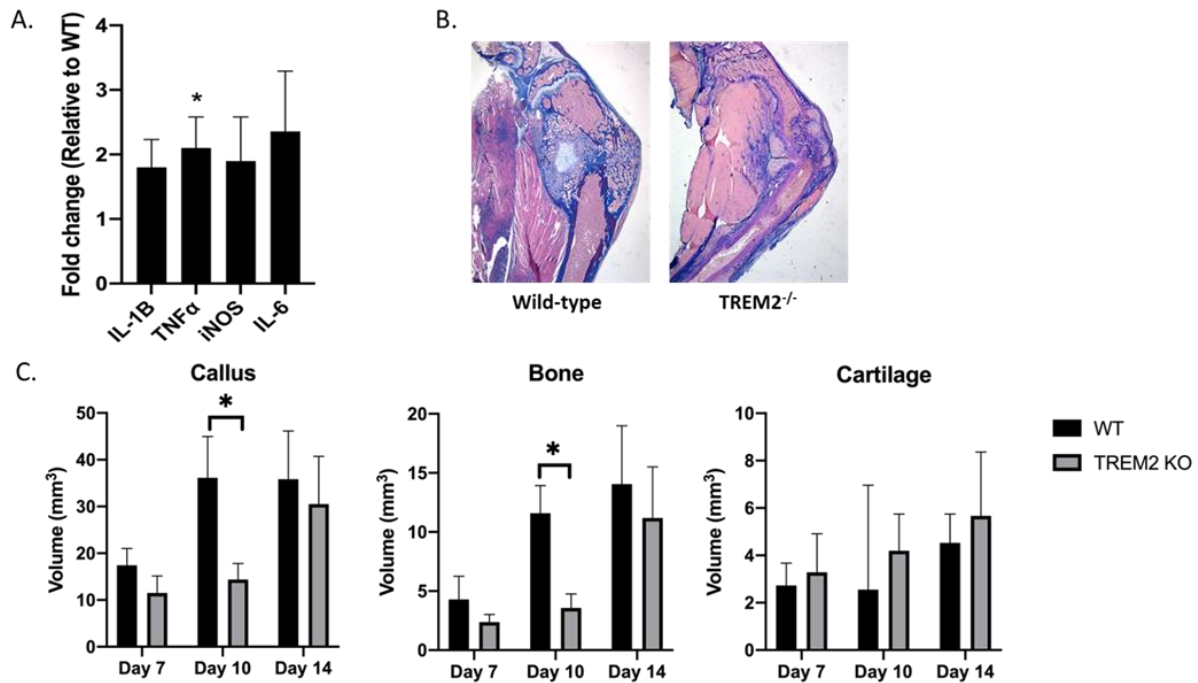 A.
Fold change (Relative to WT)
4
3
2
1
0
*
IL-1B
TNFα
iNOS
IL-6
B.
Wild-type
TREM2-/-
C.
Callus
Volume (mm3)
50
40
30
20
10
0
*
Day 7
Day 10
Day 14
Bone
Volume (mm3)
20
15
10
5
0
*
Day 7
Day 10
Day 14
Cartilage
Volume (mm3)
10
8
6
4
2
0
Day 7
Day 10
Day 14
WT
TREM2 KO